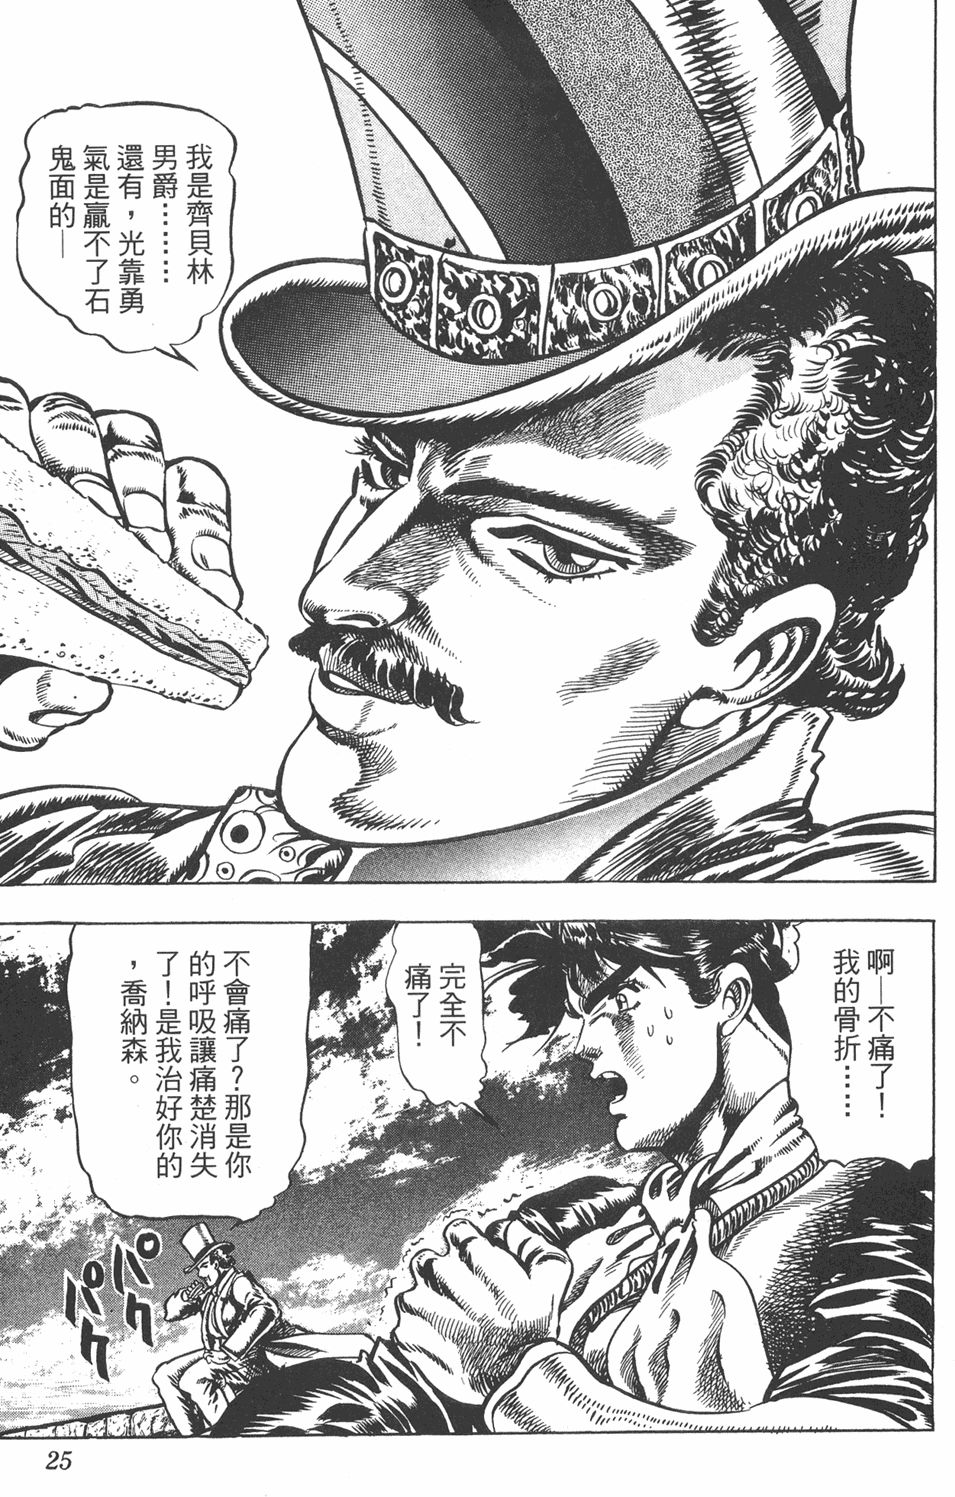 我是齊貝林
男爵………
還有，光靠勇
氣是贏不了石
鬼面的—
啊—不痛了！
我的骨折……
完全不
痛了！
不會痛了？那是你
的呼吸讓痛楚消失
了！是我治好你的
，喬納森。
パク
パク
25